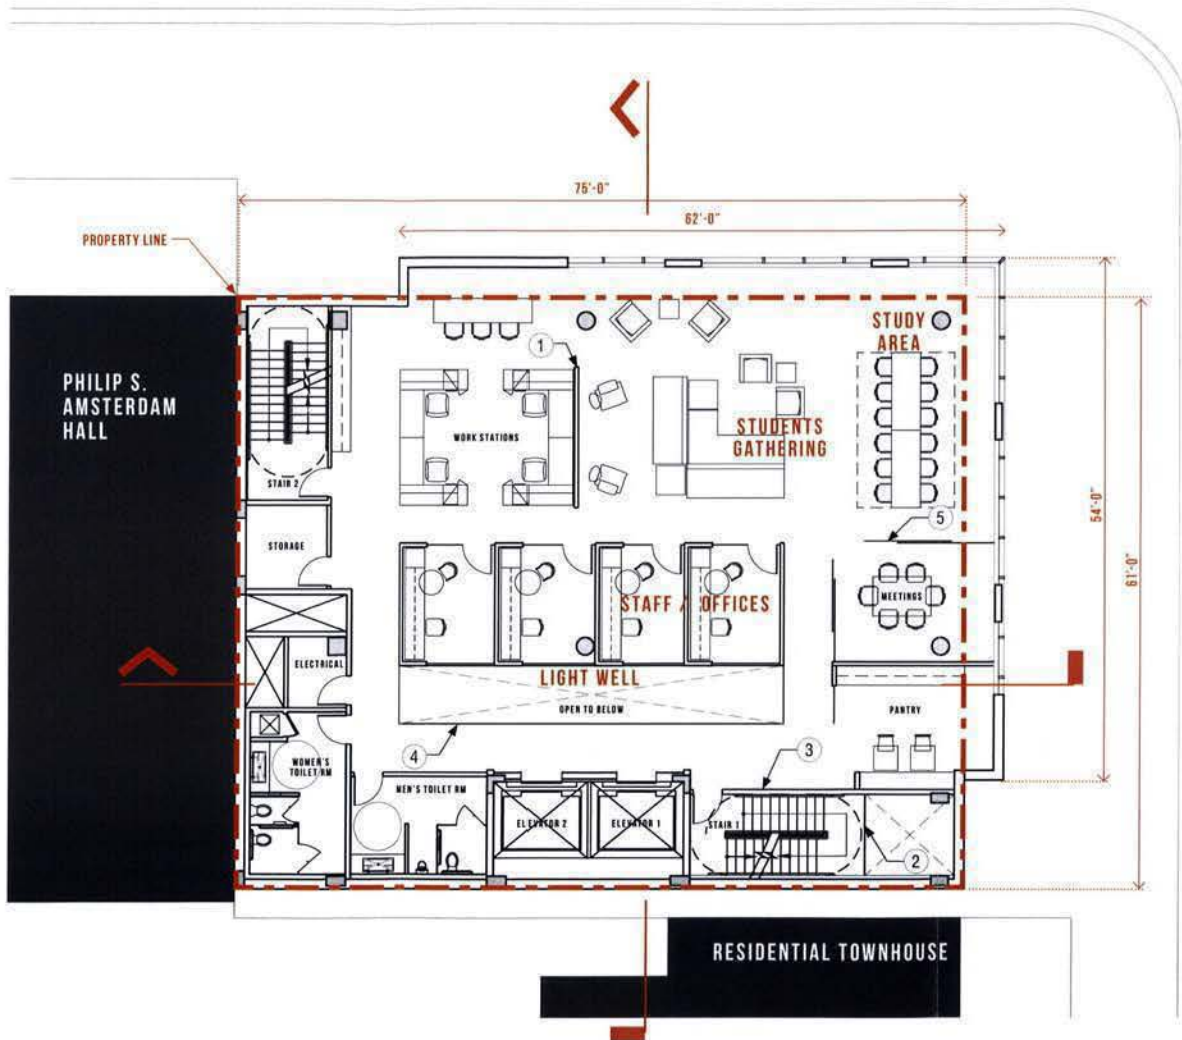 75'-0"
62'-0"
PROPERTY LINE
PHILIP S.
AMSTERDAM
HALL
1
STUDY
AREA
STUDENTS
GATHERING
WORK STATIONS
STAIR 2
5
54'-0"
61'-0"
STORAGE
STAFF / OFFICES
MEETINGS
ELECTRICAL
LIGHT WELL
OPEN TO BELOW
PANTRY
4
3
WOMEN'S
TOILET RM
MEN'S TOILET RM
ELEVATOR 2
ELEVATOR 1
STAIR 1
2
RESIDENTIAL TOWNHOUSE